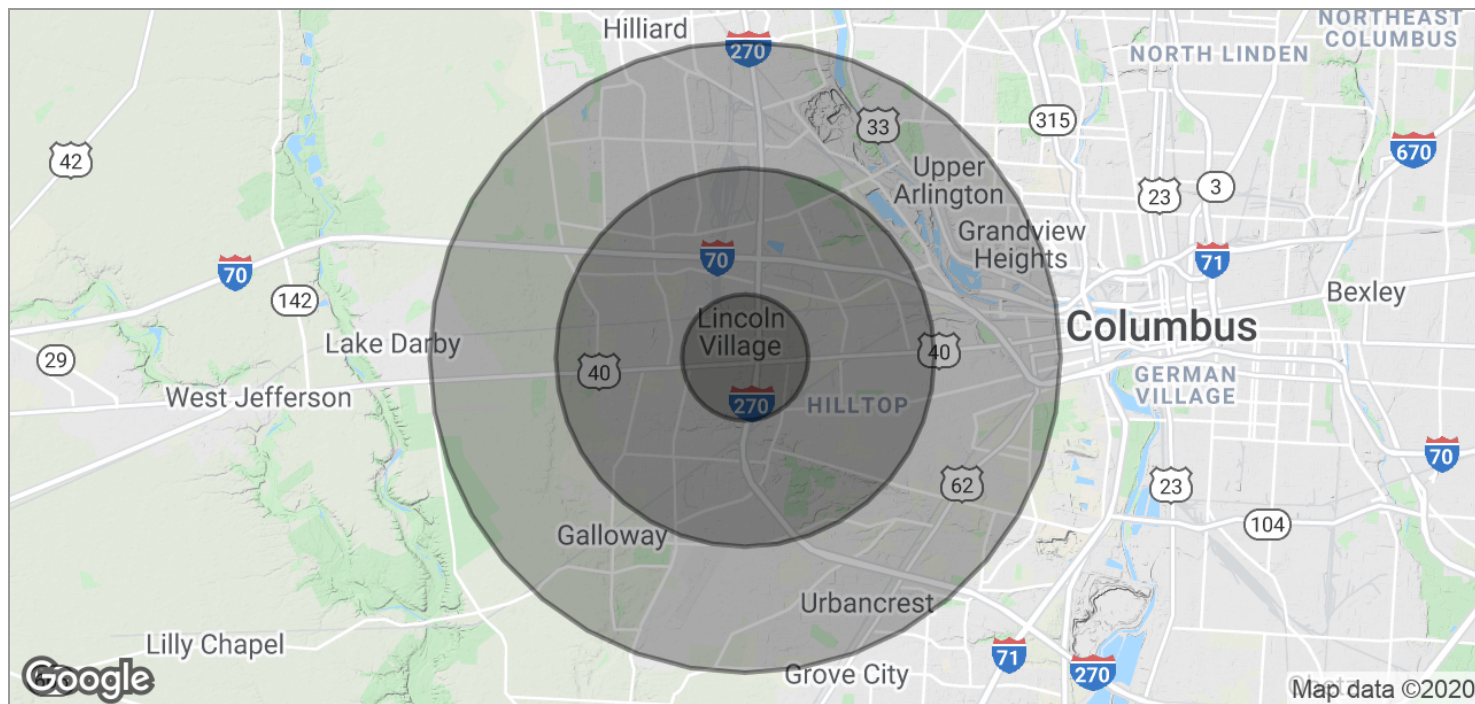 Hilliard
270
NORTHEAST
COLUMBUS
NORTH LINDEN
42
33
315
670
Upper
Arlington
23
3
Grandview
Heights
70
70
71
142
Bexley
Lincoln
Village
Columbus
29
Lake Darby
40
40
West Jefferson
270
HILLTOP
GERMAN
VILLAGE
70
62
23
104
Galloway
Urbancrest
Lilly Chapel
71
270
Grove City
Google
Map data ©2020